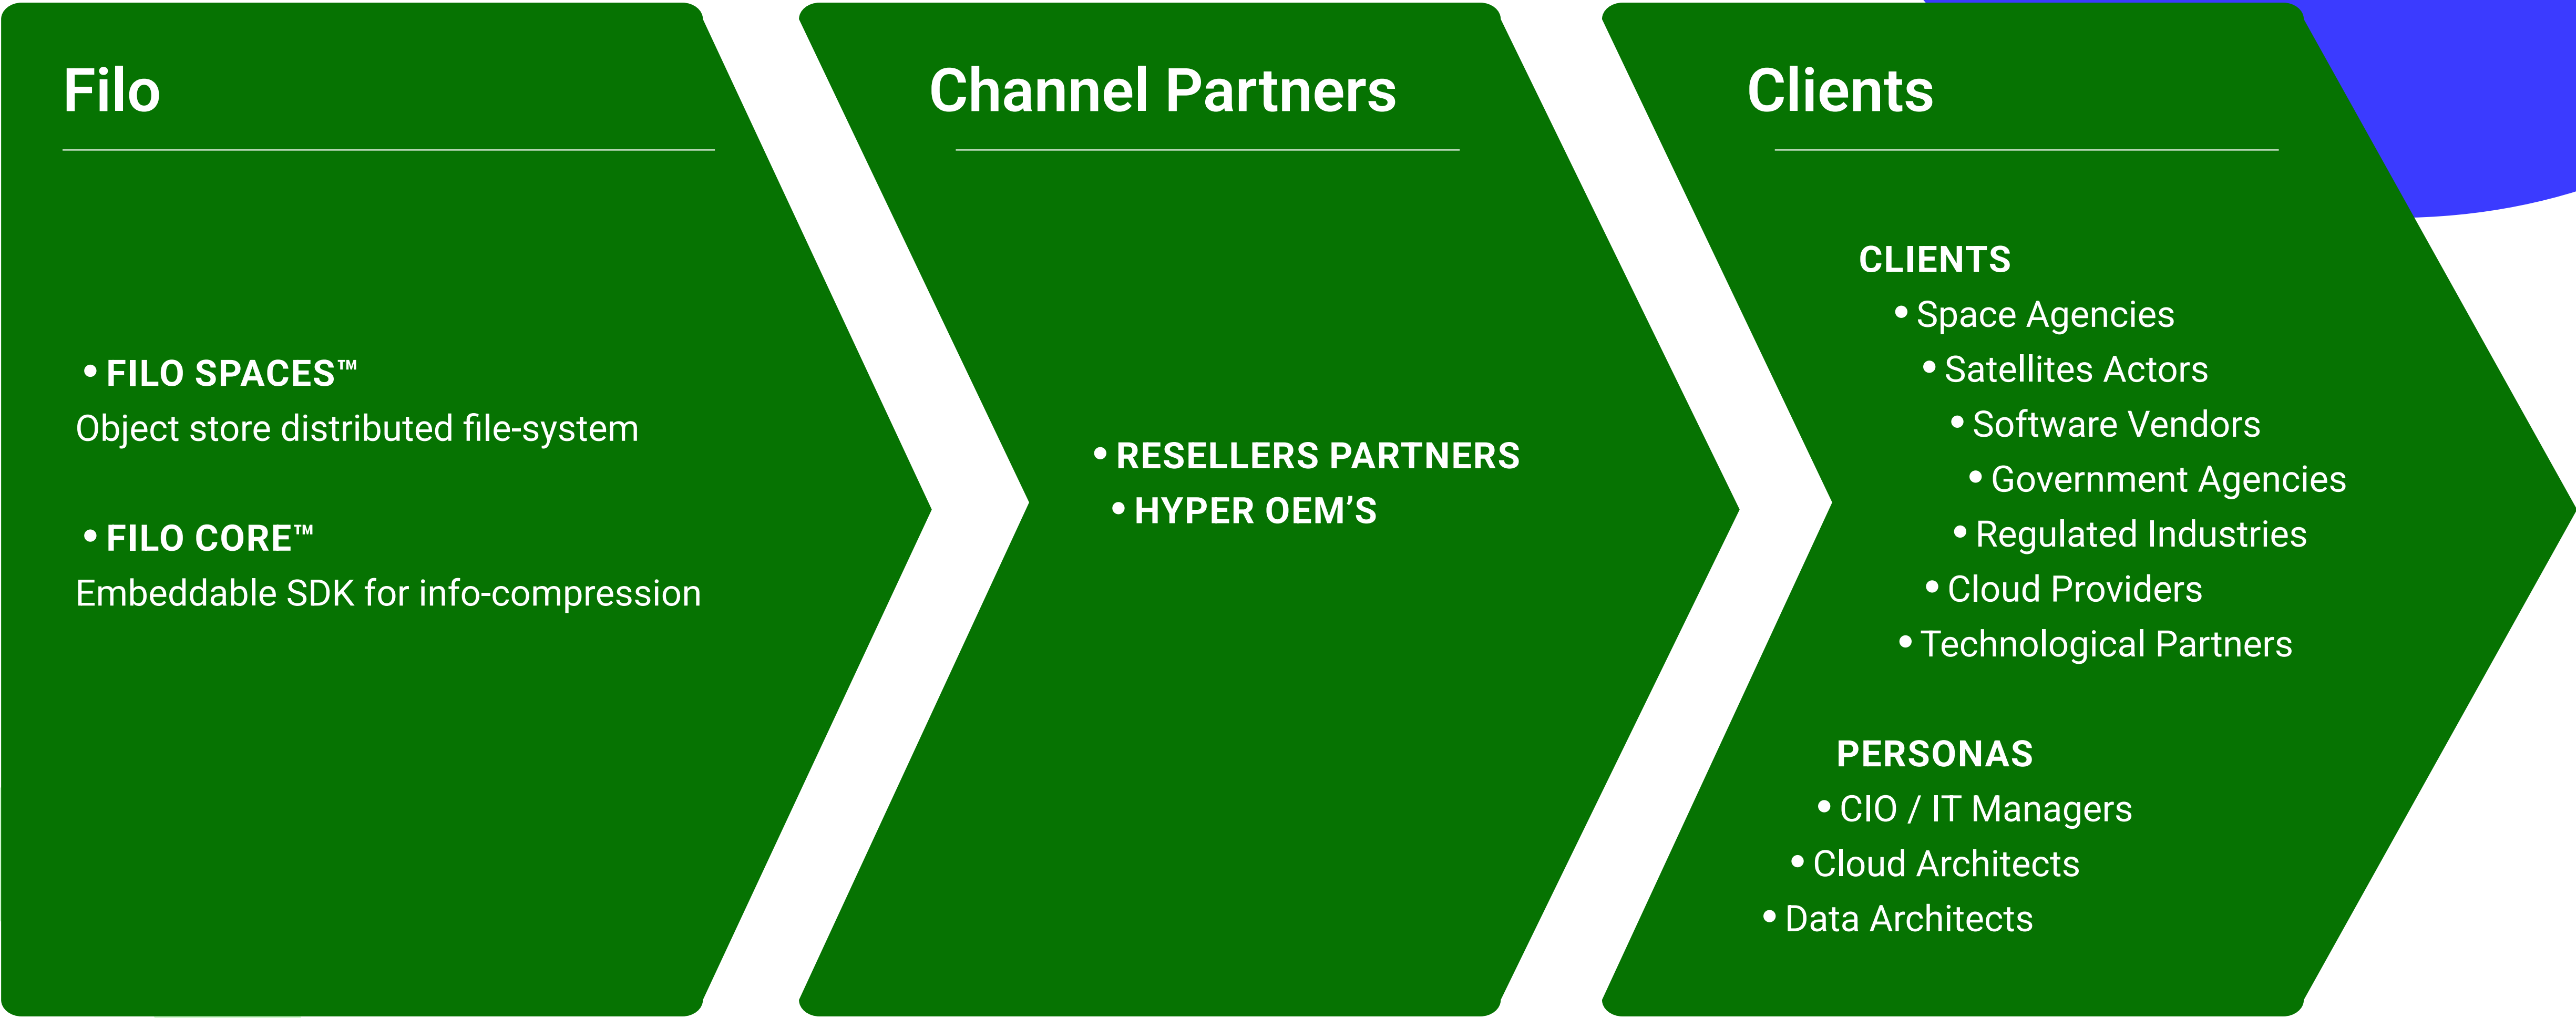 Filo
• FILO SPACES™
Object store distributed file-system
• FILO CORE™
Embeddable SDK for info-compression
Channel Partners
• RESELLERS PARTNERS
• HYPER OEM’S
Clients
CLIENTS
• Space Agencies
• Satellites Actors
• Software Vendors
• Government Agencies
• Regulated Industries
• Cloud Providers
• Technological Partners
PERSONAS
• CIO / IT Managers
• Cloud Architects
• Data Architects